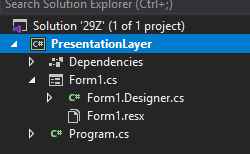 Search Solution Explorer (Ctrl+;)
Solution '29Z' (1 of 1 project)
C# PresentationLayer
Dependencies
Form1.cs
C# Form1.Designer.cs
Form1.resx
C# Program.cs